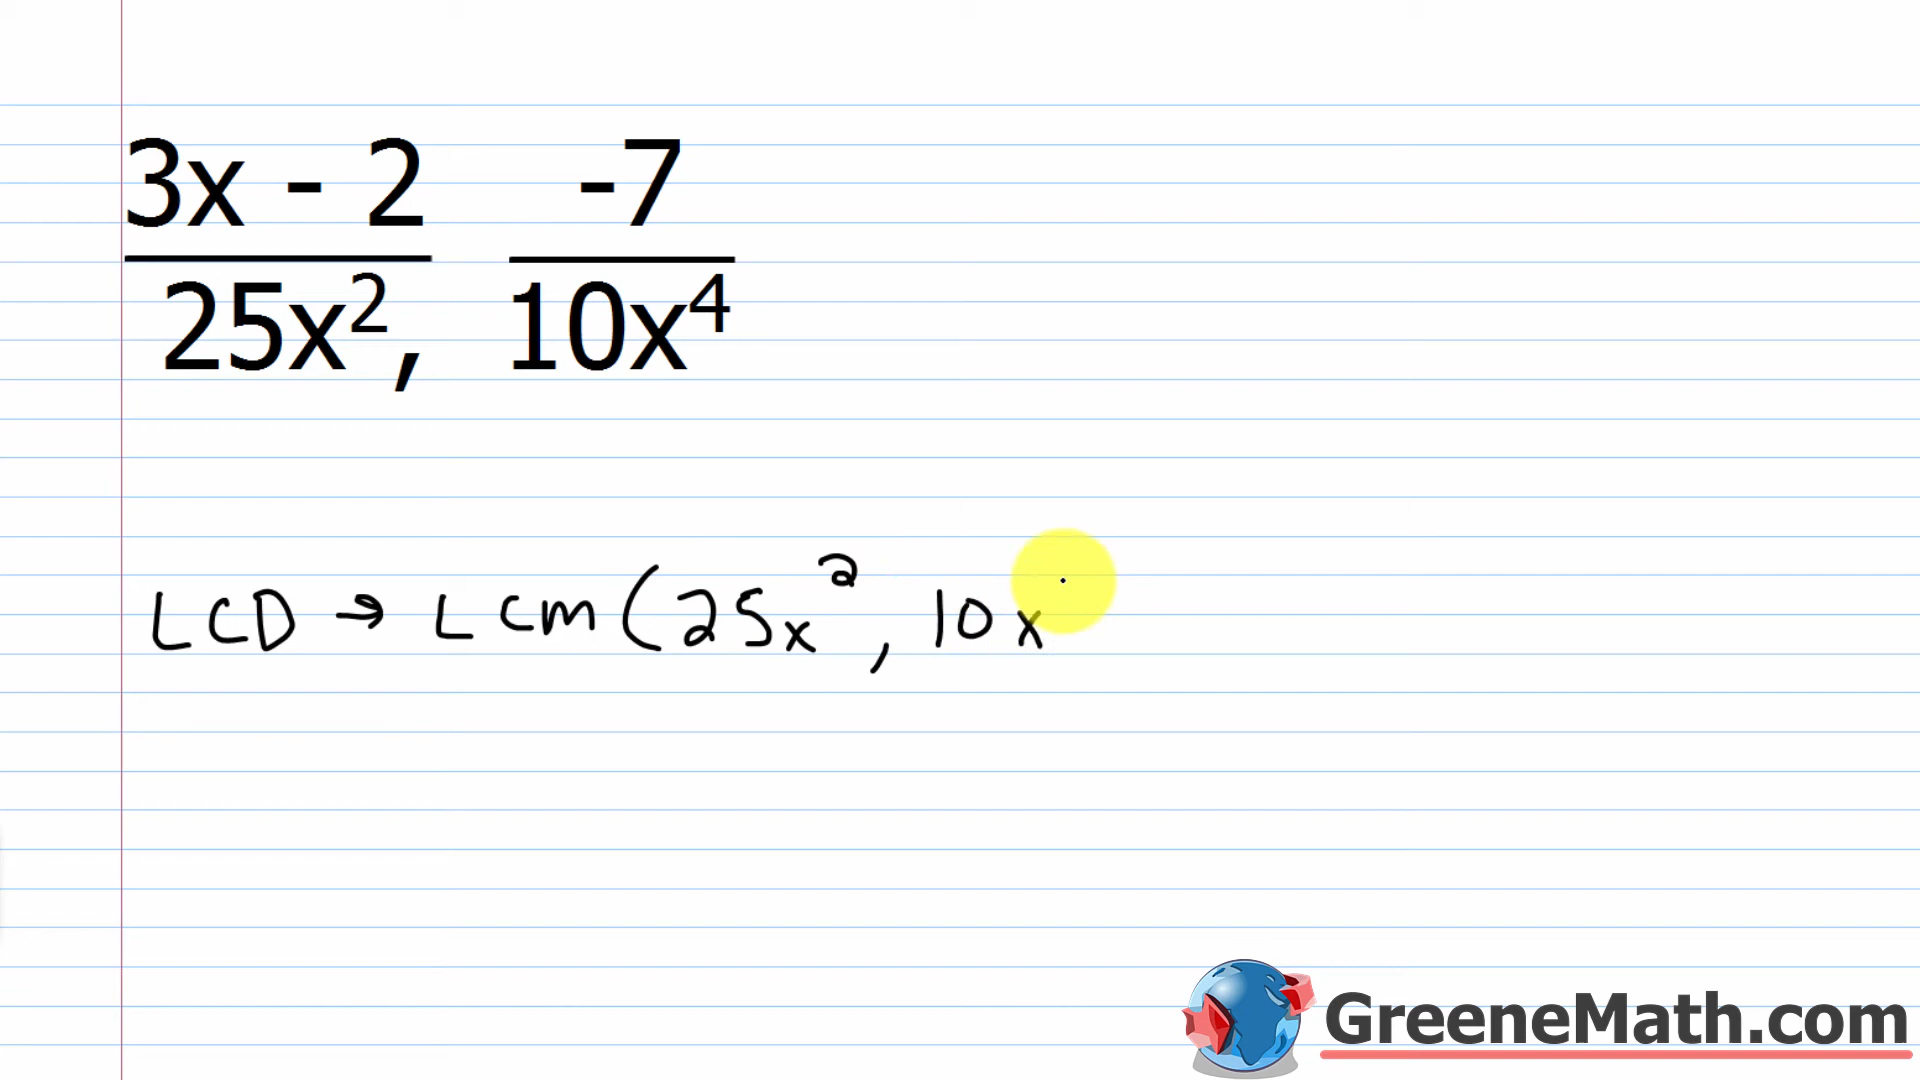 3x - 2   -7
25x²,   10x⁴
LCD → LCM (25x², 10x
GreeneMath.com